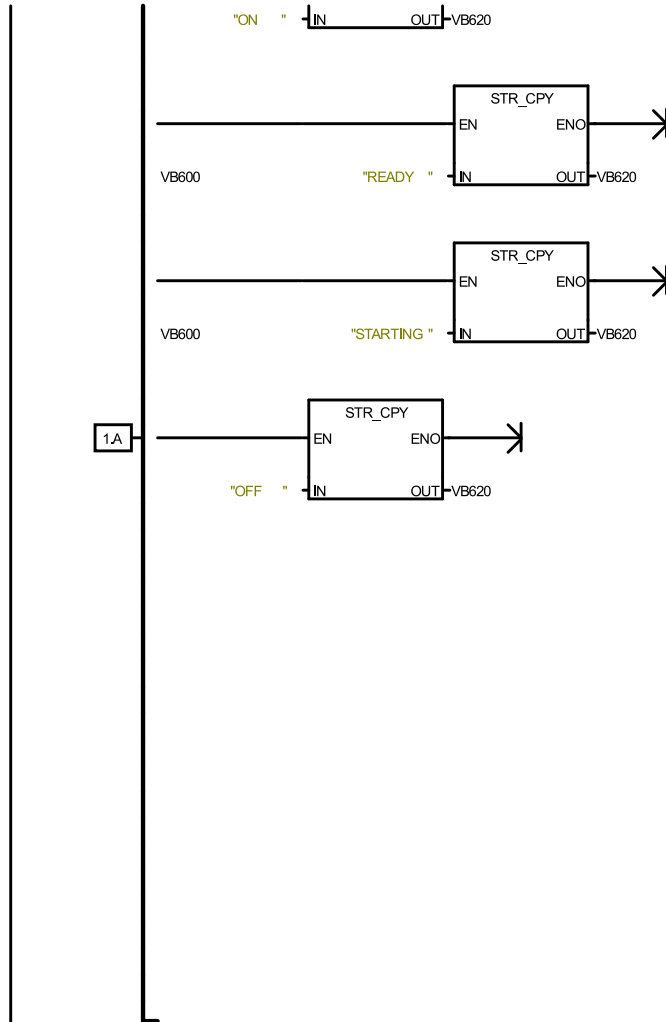 "ON      " IN OUT VB620
STR_CPY
EN ENO
VB600 "READY   " IN OUT VB620
STR_CPY
EN ENO
VB600 "STARTING " IN OUT VB620
STR_CPY
1.A EN ENO
"OFF     " IN OUT VB620